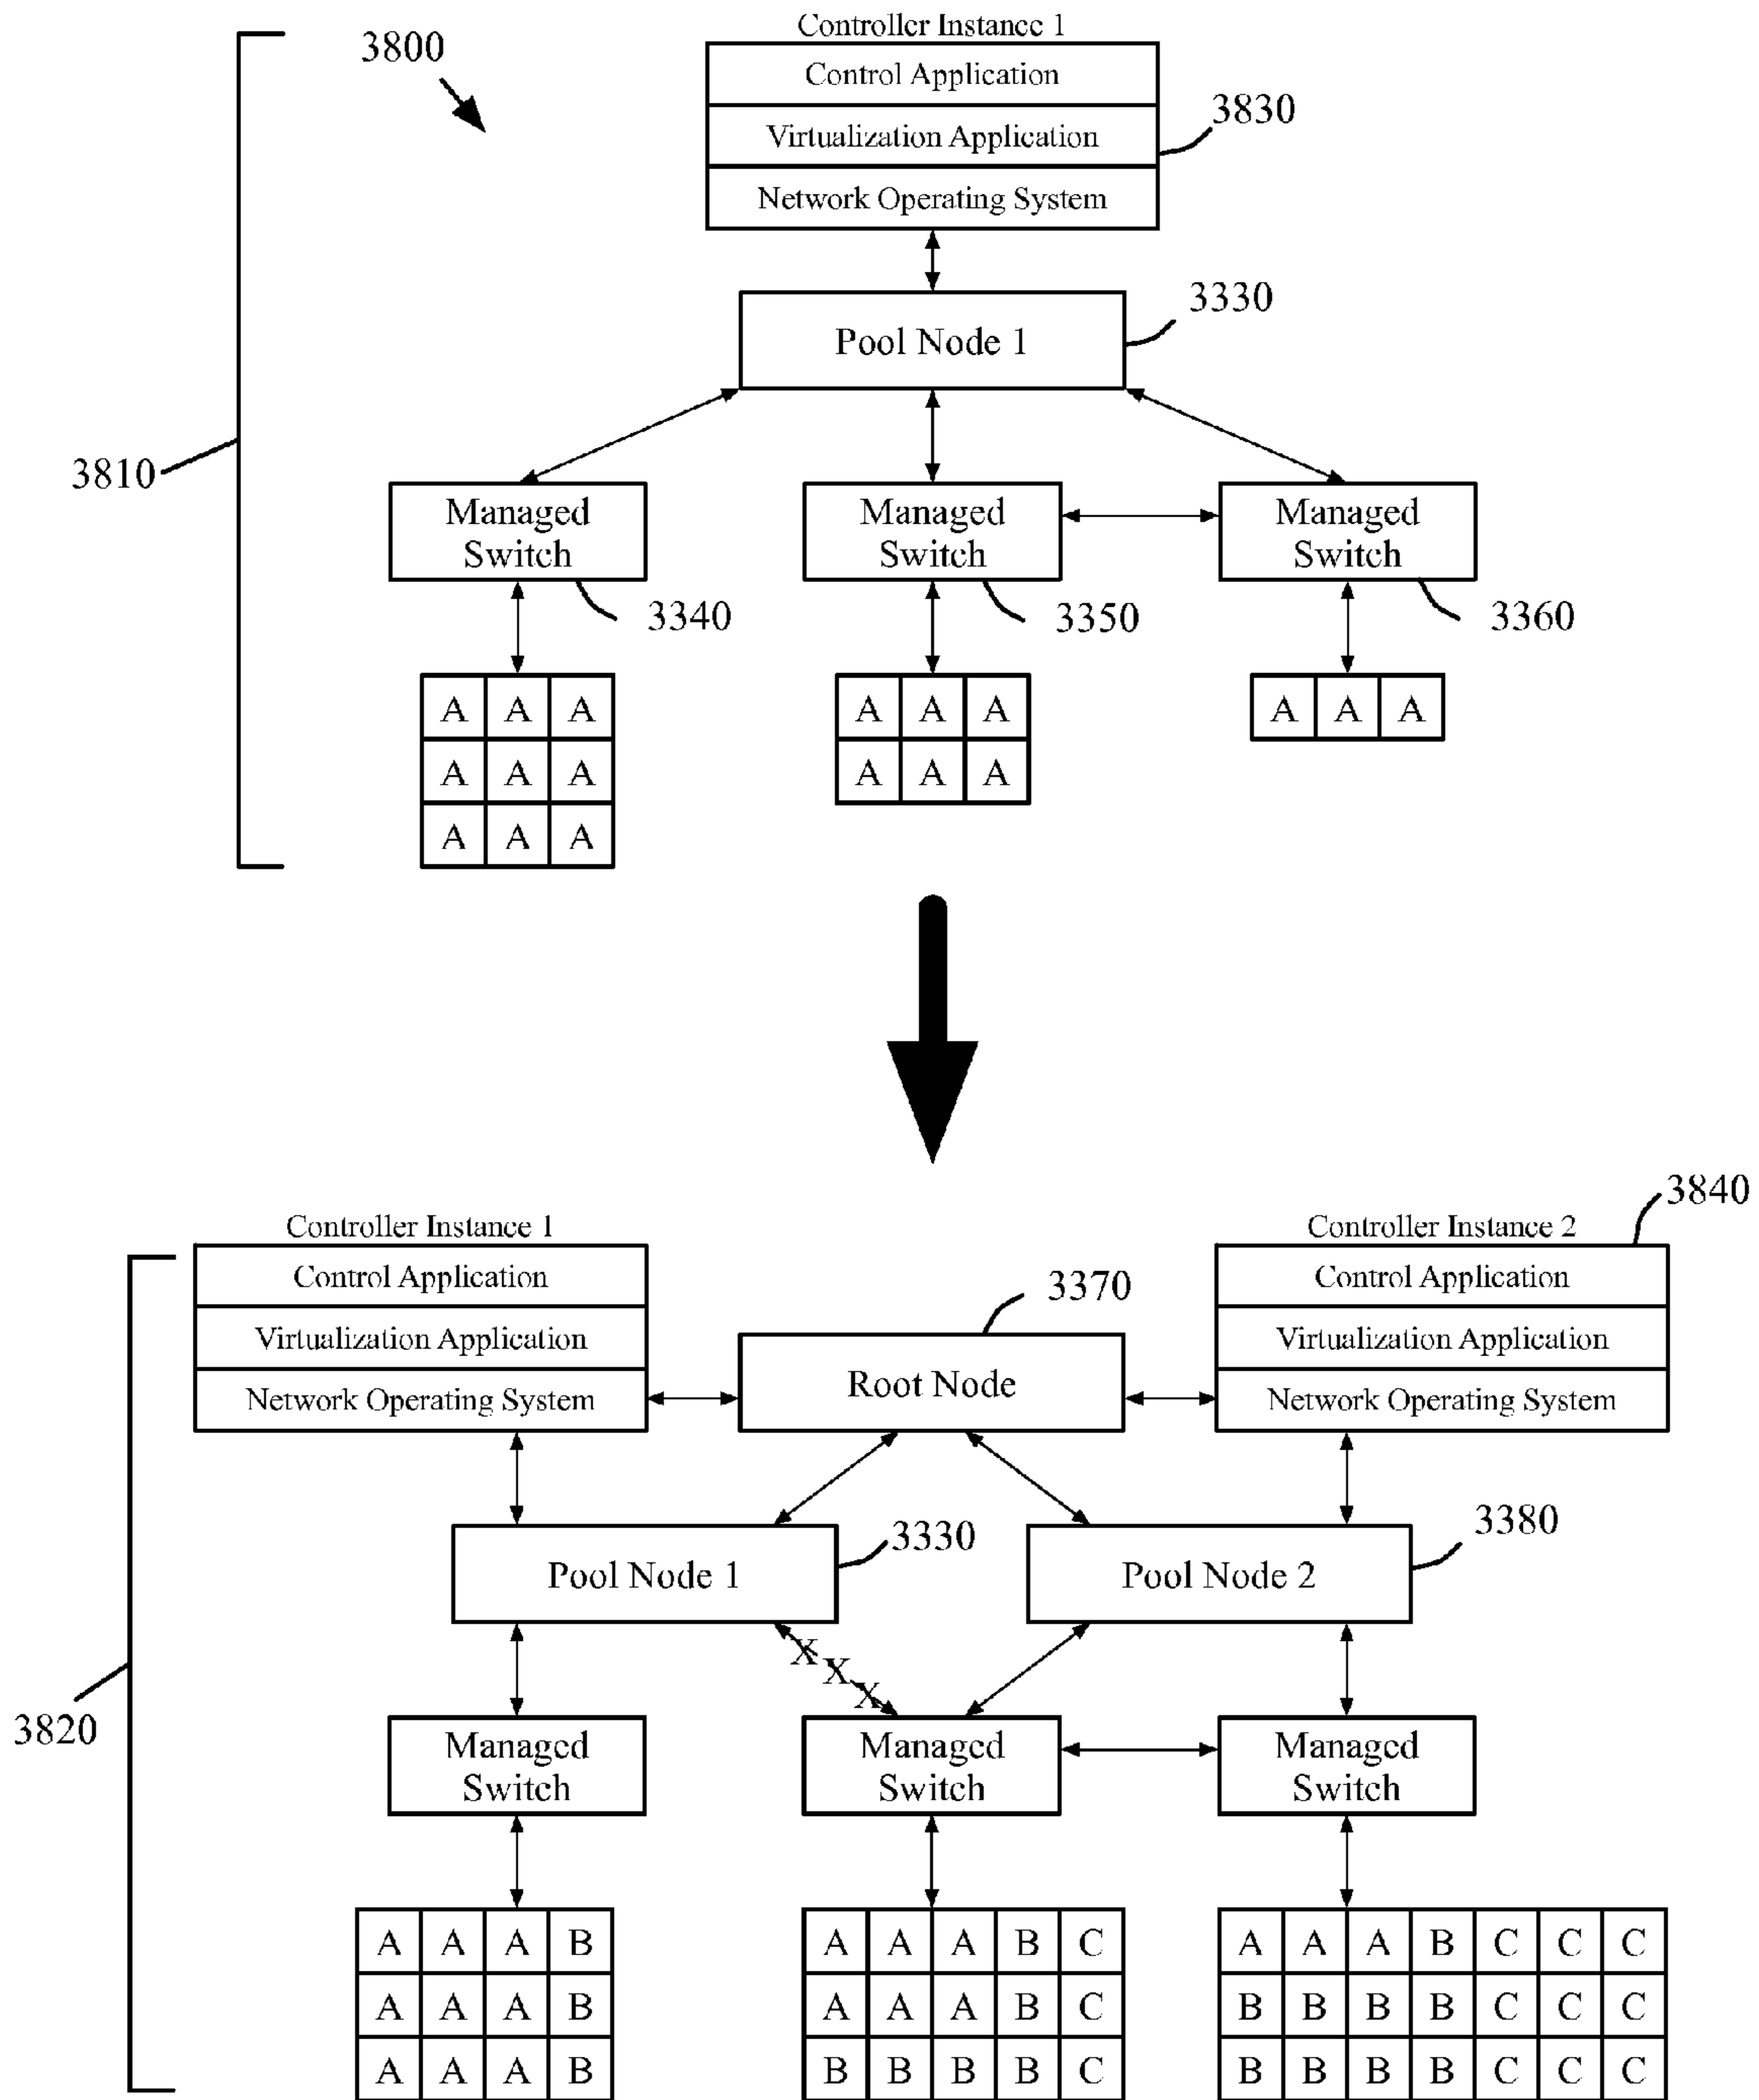 Controller Instance 1
3800
Control Application
3830
Virtualization Application
Network Operating System
3330
Pool Node 1
3810
Managed Switch
Managed Switch
Managed Switch
3340
3350
3360
A A A
A A A
A A A
A A A
A A A
A A A
3840
Controller Instance 1
Controller Instance 2
Control Application
3370
Control Application
Virtualization Application
Root Node
Virtualization Application
Network Operating System
Network Operating System
3330
3380
Pool Node 1
Pool Node 2
X
X
X
3820
Managed Switch
Managed Switch
Managed Switch
A A A B
A A A B C
A A A B C C C
A A A B
A A A B C
B B B B C C C
A A A B
B B B B C
B B B B C C C